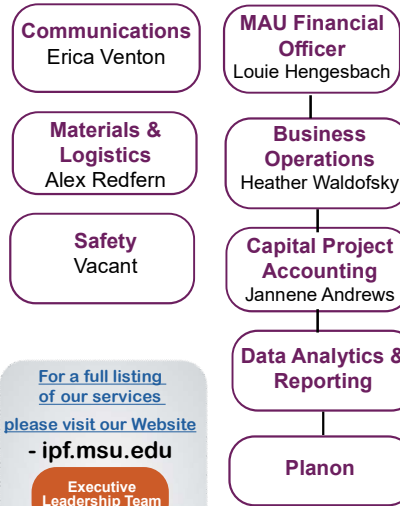 Communications
Erica Venton
Materials &
Logistics
Alex Redfern
Safety
Vacant
For a full listing
of our services
please visit our Website
- ipf.msu.edu
Executive
Leadership Team
MAU Financial
Officer
Louie Hengesbach
Business
Operations
Heather Waldofsky
Capital Project
Accounting
Jannene Andrews
Data Analytics &
Reporting
Planon